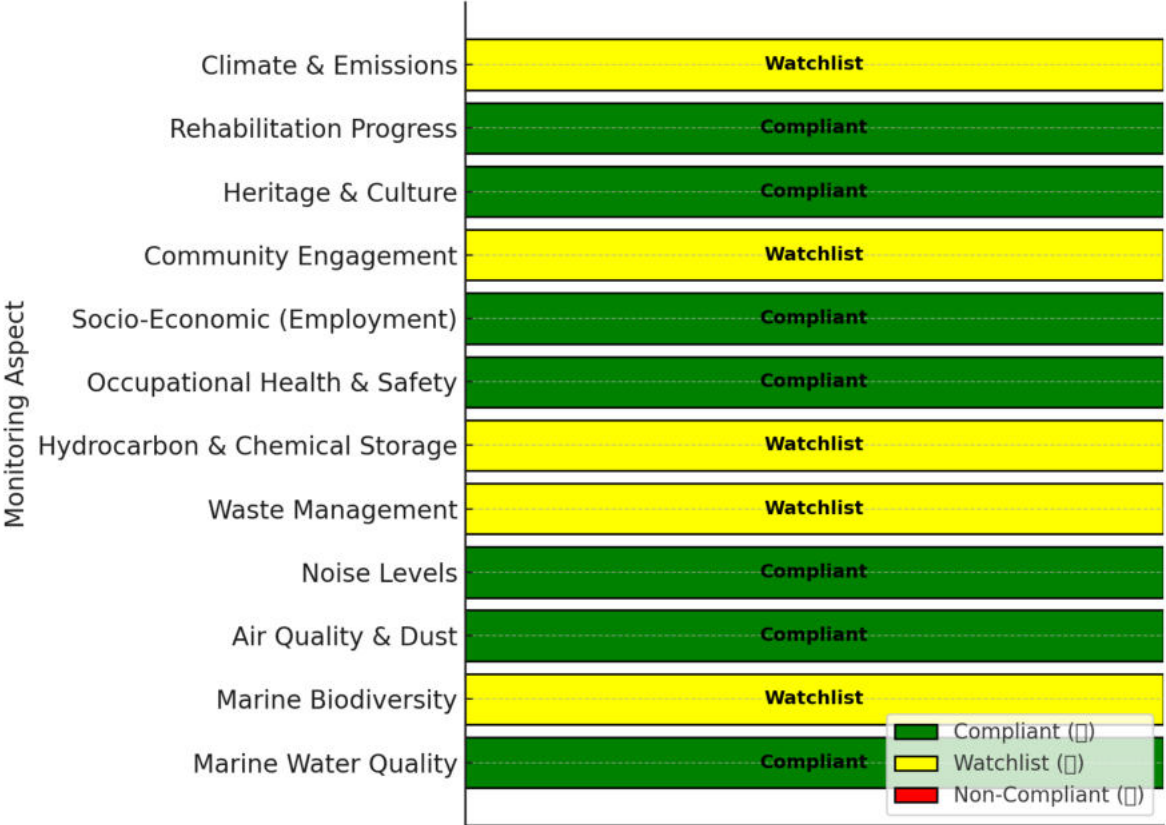 Monitoring Aspect
Climate & Emissions Watchlist
Rehabilitation Progress Compliant
Heritage & Culture Compliant
Community Engagement Watchlist
Socio-Economic (Employment) Compliant
Occupational Health & Safety Compliant
Hydrocarbon & Chemical Storage Watchlist
Waste Management Watchlist
Noise Levels Compliant
Air Quality & Dust Compliant
Marine Biodiversity Watchlist
Marine Water Quality Compliant
Compliant (▯)
Watchlist (▯)
Non-Compliant (▯)